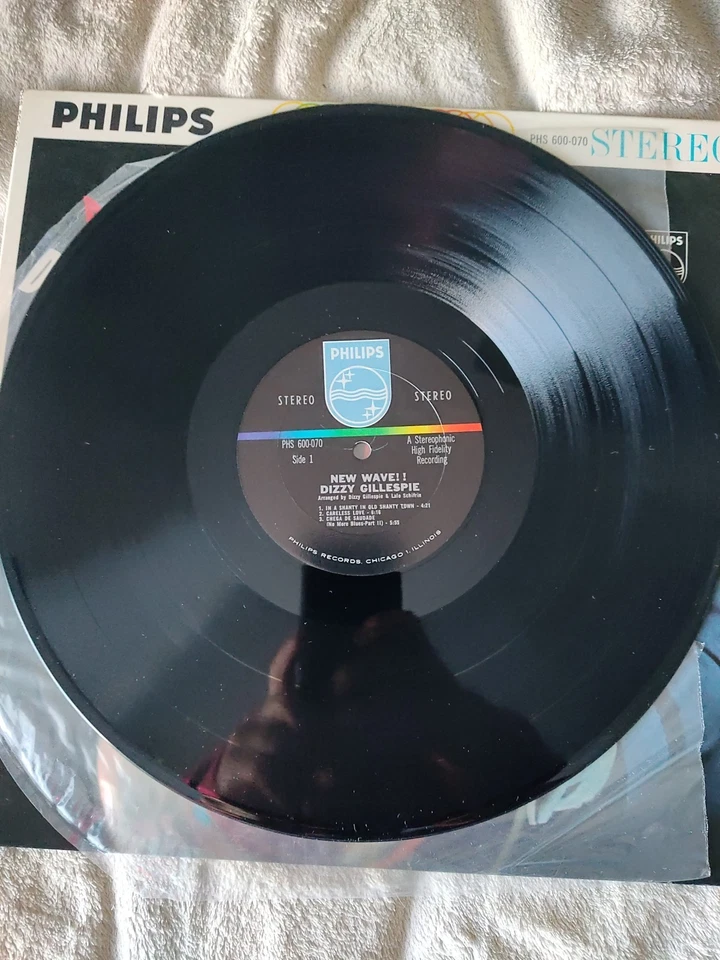 PHILIPS
PHS 600-070 STEREO
PHILIPS
PHILIPS
STEREO STEREO
PHS 600-070
Side 1
A Stereophonic
High Fidelity
Recording
NEW WAVE!!
DIZZY GILLESPIE
Arranged by Dizzy Gillespie & Lalo Schifrin
1. IN A SHANTY IN OLD SHANTY TOWN - 4:21
2. CARELESS LOVE - 6:16
3. CHEGA DE SAUDADE
(No More Blues-Part II) - 5:55
PHILIPS RECORDS, CHICAGO 1, ILLINOIS